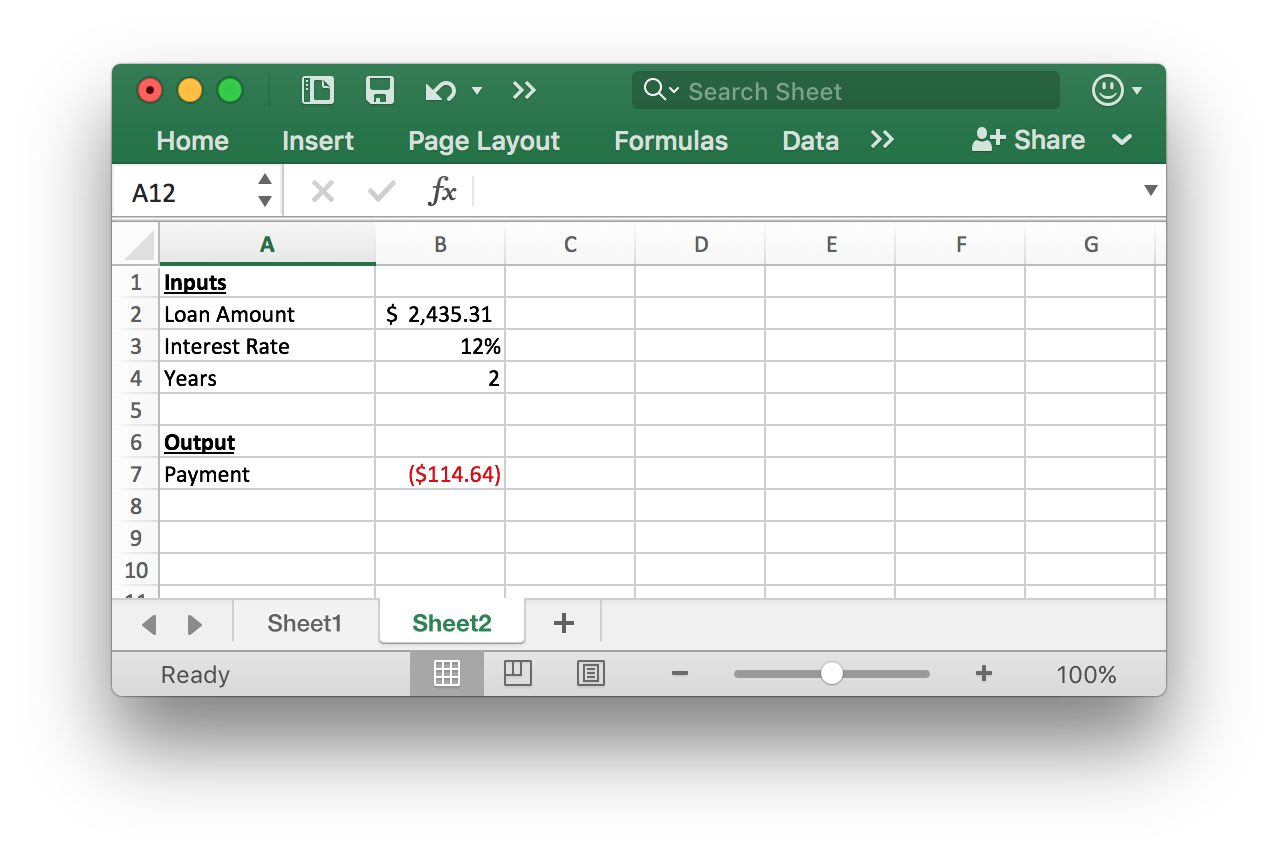 Search Sheet
Home Insert Page Layout Formulas Data Share
A12 fx
A B C D E F G
1 Inputs
2 Loan Amount $ 2,435.31
3 Interest Rate 12%
4 Years 2
5
6 Output
7 Payment ($114.64)
8
9
10
Sheet1 Sheet2 +
Ready 100%